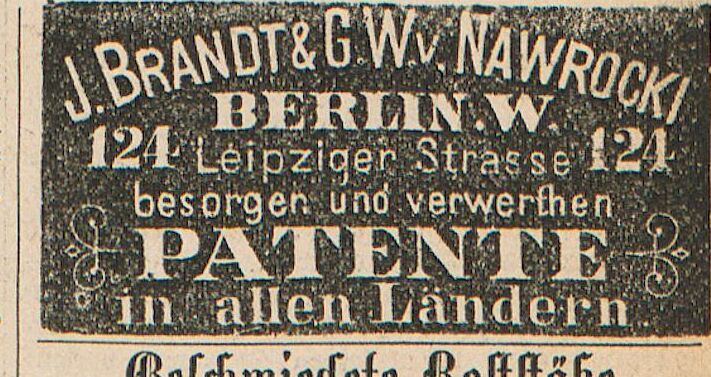 J. BRANDT & G. W. v. NAWROCKI
BERLIN. W.
124 Leipziger Strasse 124
besorgen und verwerthen
PATENTE
in allen Ländern.